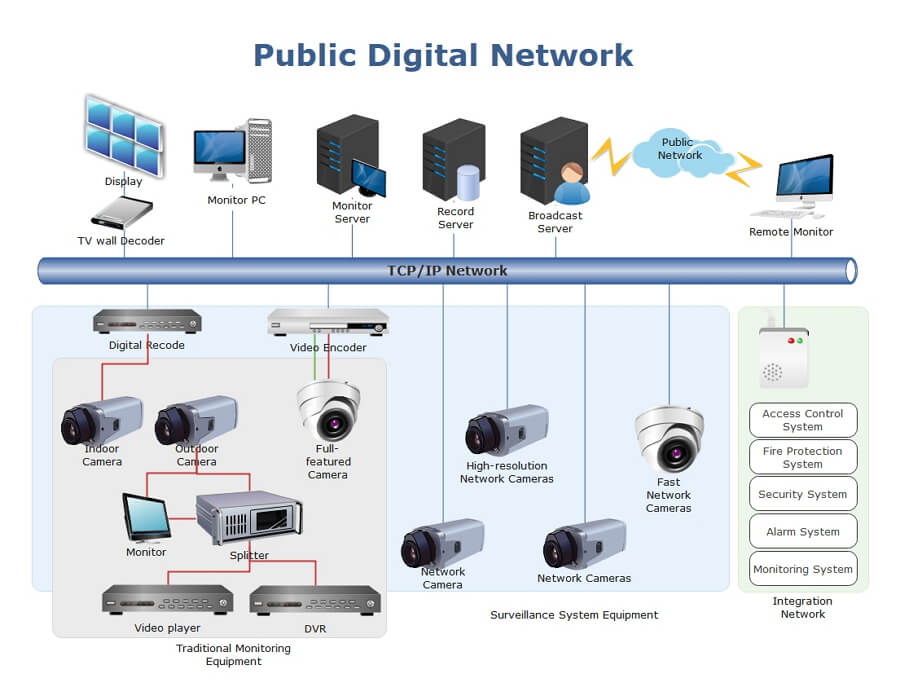 Public Digital Network
Display
TV wall Decoder
Monitor PC
Monitor
Server
Record
Server
Broadcast
Server
Public
Network
Remote Monitor
TCP/IP Network
Digital Recode
Video Encoder
Indoor
Camera
Outdoor
Camera
Full-
featured
Camera
High-resolution
Network Cameras
Fast
Network
Cameras
Monitor
Splitter
Network
Camera
Network Cameras
Video player
DVR
Traditional Monitoring
Equipment
Surveillance System Equipment
Access Control
System
Fire Protection
System
Security System
Alarm System
Monitoring System
Integration
Network